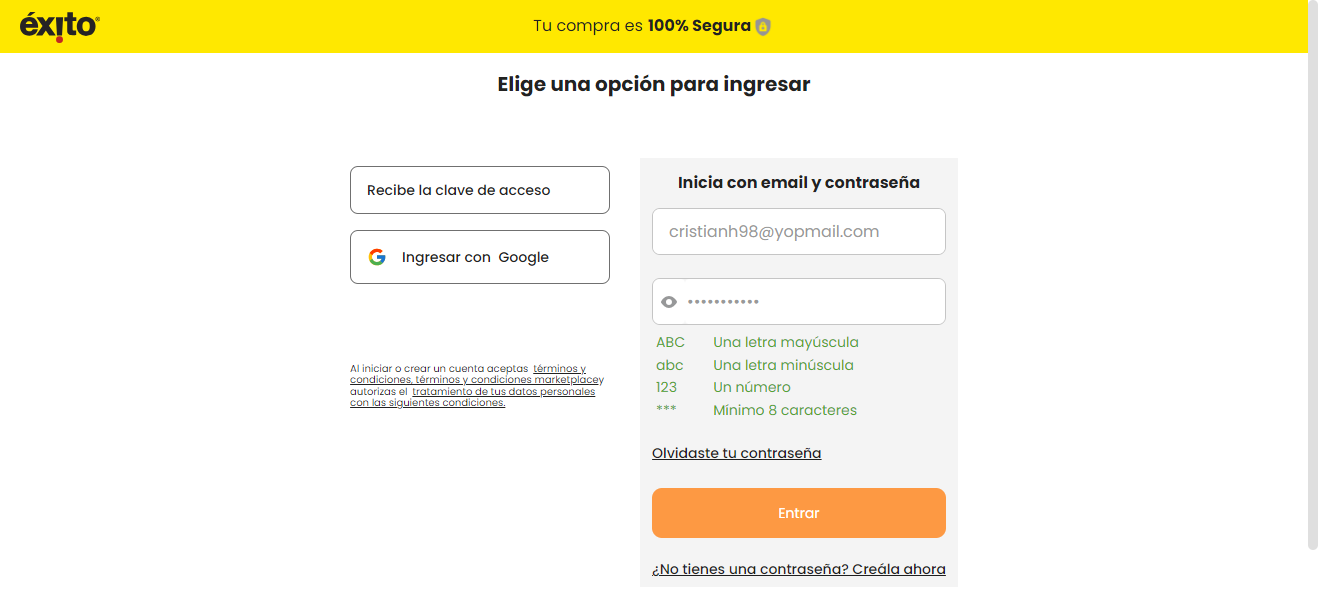 éxito®
Tu compra es 100% Segura
Elige una opción para ingresar
Recibe la clave de acceso
Ingresar con Google
Al iniciar o crear un cuenta aceptas términos y
condiciones, términos y condiciones marketplacey
autorizas el tratamiento de tus datos personales
con las siguientes condiciones.
Inicia con email y contraseña
cristianh98@yopmail.com
•••••••••••
ABC Una letra mayúscula
abc Una letra minúscula
123 Un número
*** Mínimo 8 caracteres
Olvidaste tu contraseña
Entrar
¿No tienes una contraseña? Creála ahora